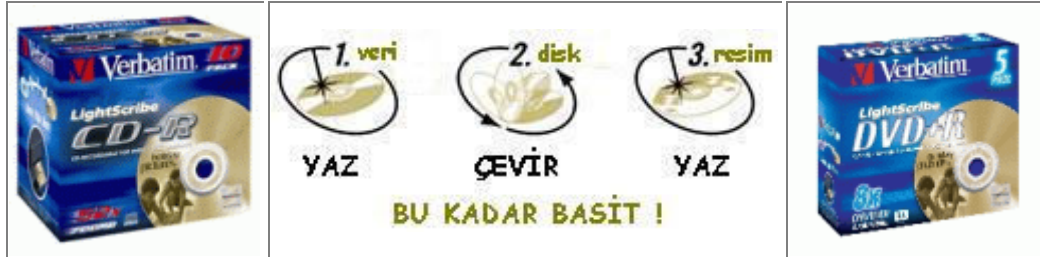 Verbatim
10
PACK
LightScribe
CD-R
52x
700MB
1. veri
2. disk
3. resim
YAZ
ÇEVİR
YAZ
BU KADAR BASİT !
Verbatim
5
PACK
LightScribe
DVD+R
8x